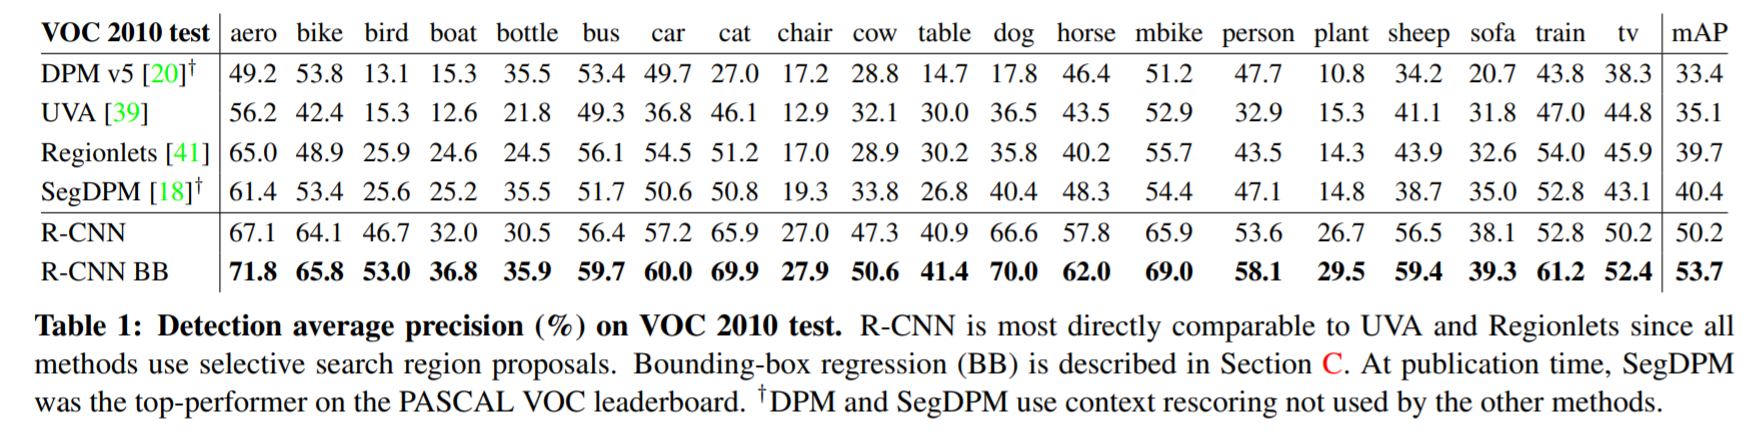 VOC 2010 test aero bike bird boat bottle bus car cat chair cow table dog horse mbike person plant sheep sofa train tv mAP
DPM v5 [20]† 49.2 53.8 13.1 15.3 35.5 53.4 49.7 27.0 17.2 28.8 14.7 17.8 46.4 51.2 47.7 10.8 34.2 20.7 43.8 38.3 33.4
UVA [39] 56.2 42.4 15.3 12.6 21.8 49.3 36.8 46.1 12.9 32.1 30.0 36.5 43.5 52.9 32.9 15.3 41.1 31.8 47.0 44.8 35.1
Regionlets [41] 65.0 48.9 25.9 24.6 24.5 56.1 54.5 51.2 17.0 28.9 30.2 35.8 40.2 55.7 43.5 14.3 43.9 32.6 54.0 45.9 39.7
SegDPM [18]† 61.4 53.4 25.6 25.2 35.5 51.7 50.6 50.8 19.3 33.8 26.8 40.4 48.3 54.4 47.1 14.8 38.7 35.0 52.8 43.1 40.4
R-CNN 67.1 64.1 46.7 32.0 30.5 56.4 57.2 65.9 27.0 47.3 40.9 66.6 57.8 65.9 53.6 26.7 56.5 38.1 52.8 50.2 50.2
R-CNN BB 71.8 65.8 53.0 36.8 35.9 59.7 60.0 69.9 27.9 50.6 41.4 70.0 62.0 69.0 58.1 29.5 59.4 39.3 61.2 52.4 53.7
Table 1: Detection average precision (%) on VOC 2010 test. R-CNN is most directly comparable to UVA and Regionlets since all
methods use selective search region proposals. Bounding-box regression (BB) is described in Section C. At publication time, SegDPM
was the top-performer on the PASCAL VOC leaderboard. †DPM and SegDPM use context rescoring not used by the other methods.